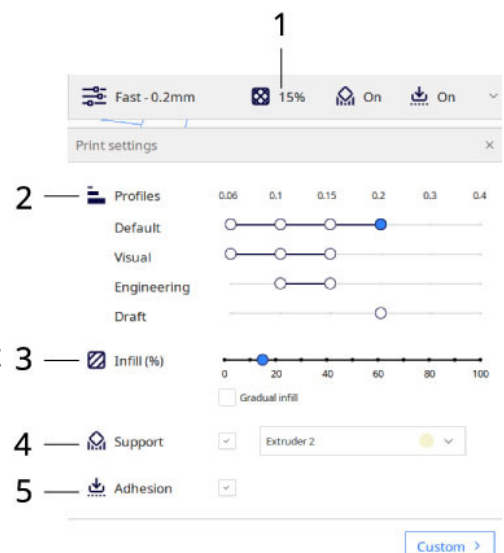 1
Fast - 0.2mm 15% On On
Print settings
2 Profiles 0.06 0.1 0.15 0.2 0.3 0.4
Default
Visual
Engineering
Draft
3 Infill (%)
0 20 40 60 80 100
Gradual infill
4 Support Extruder 2
5 Adhesion
Custom >